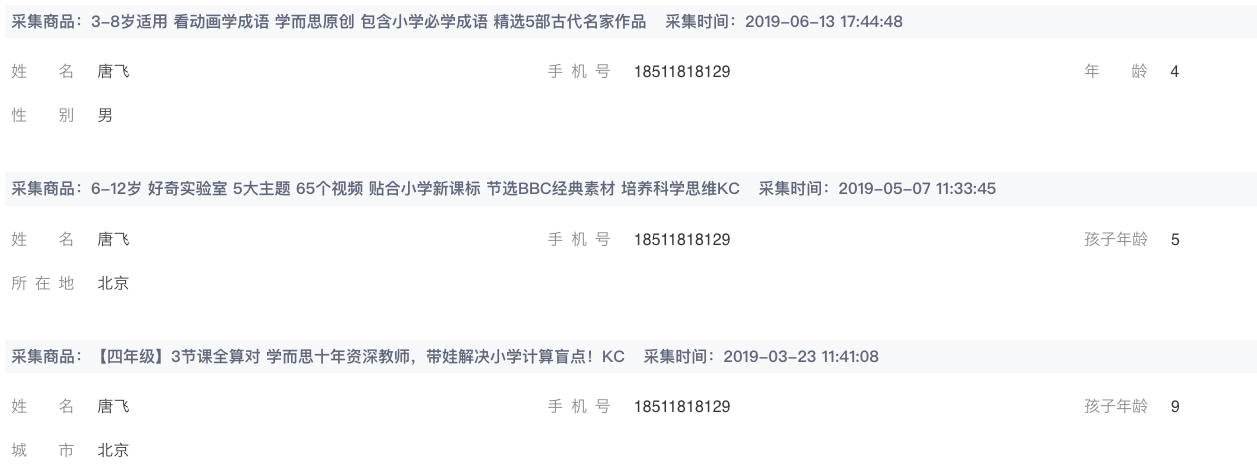 采集商品：3-8岁适用 看动画学成语 学而思原创 包含小学必学成语 精选5部古代名家作品 采集时间：2019-06-13 17:44:48
姓名 唐飞 手机号 18511818129 年龄 4
性别 男
采集商品：6-12岁 好奇实验室 5大主题 65个视频 贴合小学新课标 节选BBC经典素材 培养科学思维KC 采集时间：2019-05-07 11:33:45
姓名 唐飞 手机号 18511818129 孩子年龄 5
所在地 北京
采集商品：【四年级】3节课全算对 学而思十年资深教师，带娃解决小学计算盲点！KC 采集时间：2019-03-23 11:41:08
姓名 唐飞 手机号 18511818129 孩子年龄 9
城市 北京